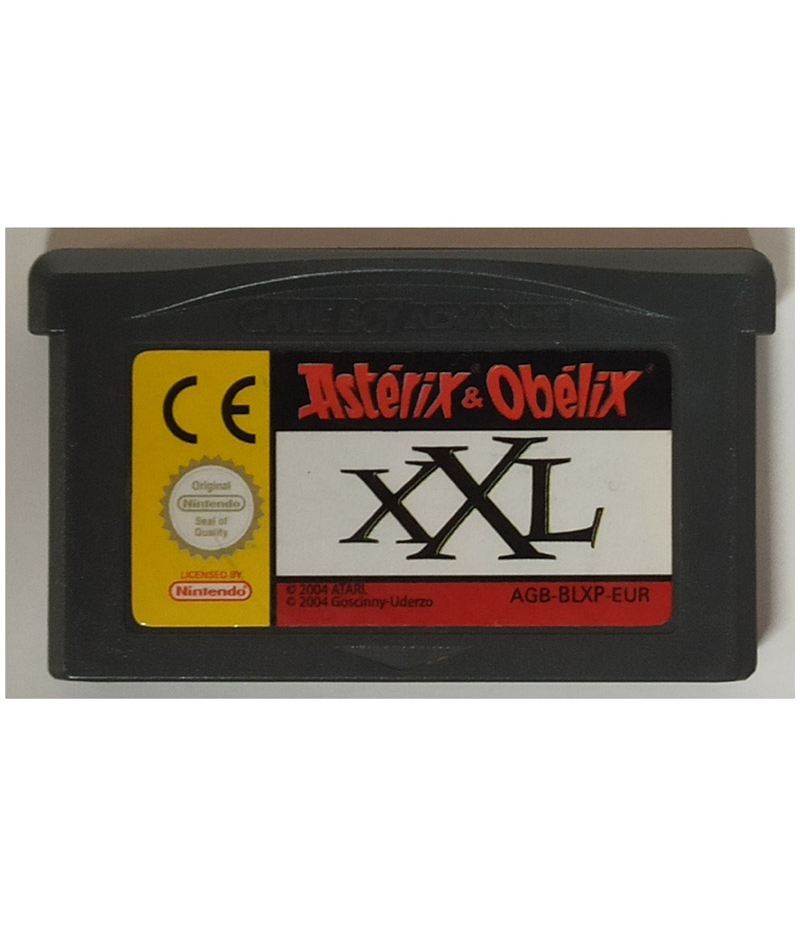 GAME BOY ADVANCE
CE
Astérix® & Obélix®
XXL
Original
Nintendo
Seal of
Quality
LICENSED BY
Nintendo®
© 2004 ATARI.
© 2004 Goscinny-Uderzo
AGB-BLXP-EUR